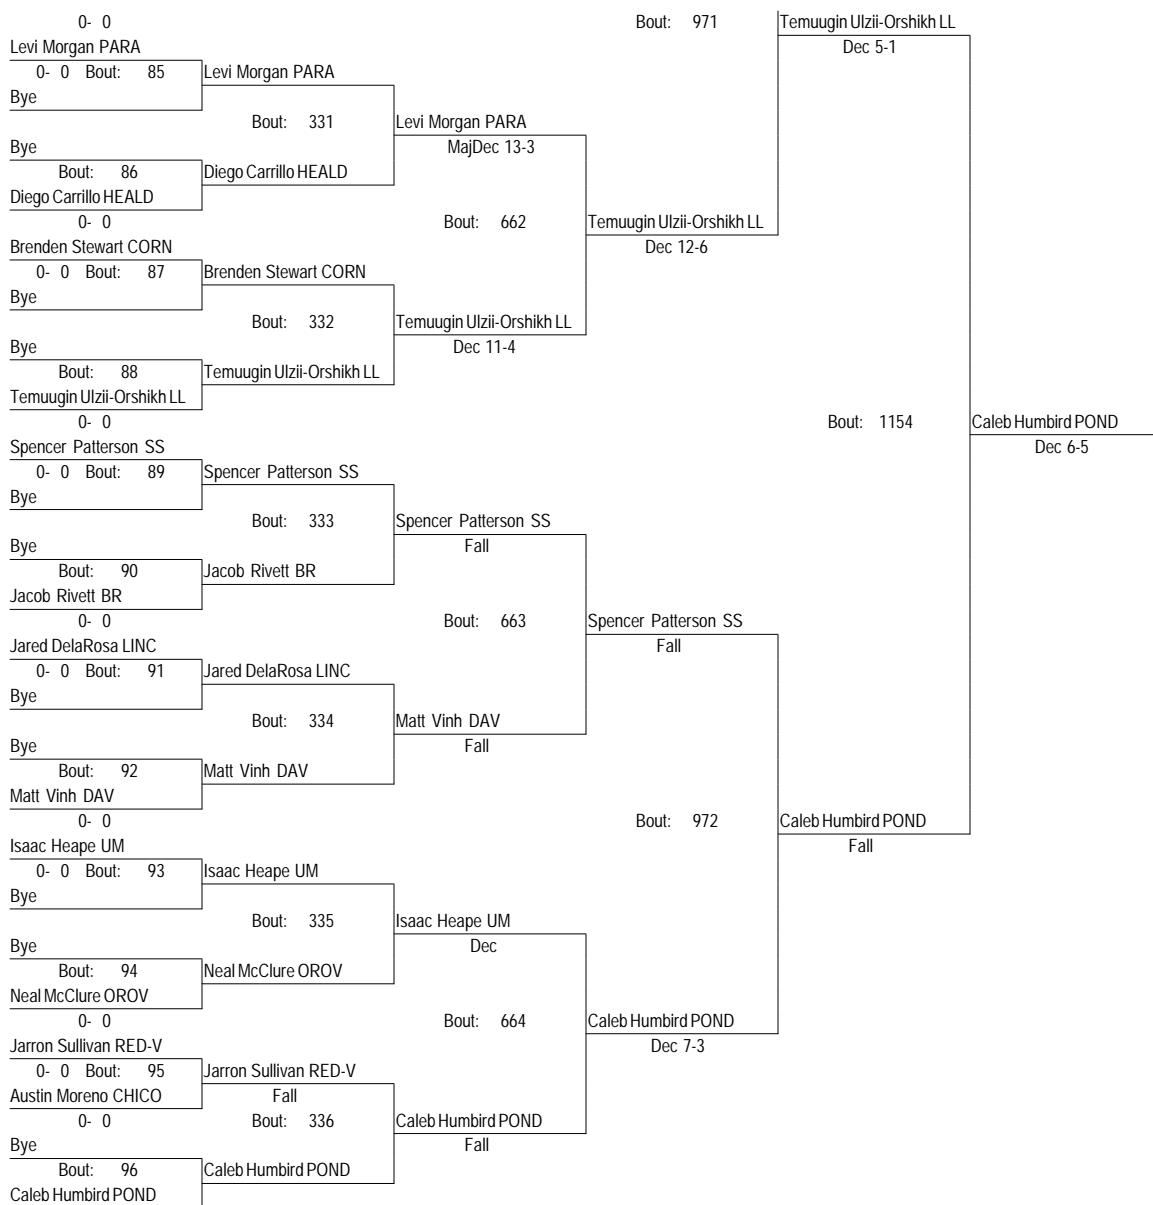 0- 0 Bout: 971 Temuugin Ulzii-Orshikh LL
Levi Morgan PARA Dec 5-1
0- 0 Bout: 85 Levi Morgan PARA
Bye
Bout: 331 Levi Morgan PARA
Bye MajDec 13-3
Bout: 86 Diego Carrillo HEALD
Diego Carrillo HEALD
0- 0 Bout: 662 Temuugin Ulzii-Orshikh LL
Brenden Stewart CORN Dec 12-6
0- 0 Bout: 87 Brenden Stewart CORN
Bye
Bout: 332 Temuugin Ulzii-Orshikh LL
Bye Dec 11-4
Bout: 88 Temuugin Ulzii-Orshikh LL
Temuugin Ulzii-Orshikh LL
0- 0 Bout: 1154 Caleb Humbird POND
Spencer Patterson SS Dec 6-5
0- 0 Bout: 89 Spencer Patterson SS
Bye
Bout: 333 Spencer Patterson SS
Bye Fall
Bout: 90 Jacob Rivett BR
Jacob Rivett BR
0- 0 Bout: 663 Spencer Patterson SS
Jared DelaRosa LINC Fall
0- 0 Bout: 91 Jared DelaRosa LINC
Bye
Bout: 334 Matt Vinh DAV
Bye Fall
Bout: 92 Matt Vinh DAV
Matt Vinh DAV
0- 0 Bout: 972 Caleb Humbird POND
Isaac Heape UM Fall
0- 0 Bout: 93 Isaac Heape UM
Bye
Bout: 335 Isaac Heape UM
Bye Dec
Bout: 94 Neal McClure OROV
Neal McClure OROV
0- 0 Bout: 664 Caleb Humbird POND
Jarron Sullivan RED-V Dec 7-3
0- 0 Bout: 95 Jarron Sullivan RED-V
Austin Moreno CHICO Fall
0- 0 Bout: 336 Caleb Humbird POND
Bye Fall
Bout: 96 Caleb Humbird POND
Caleb Humbird POND